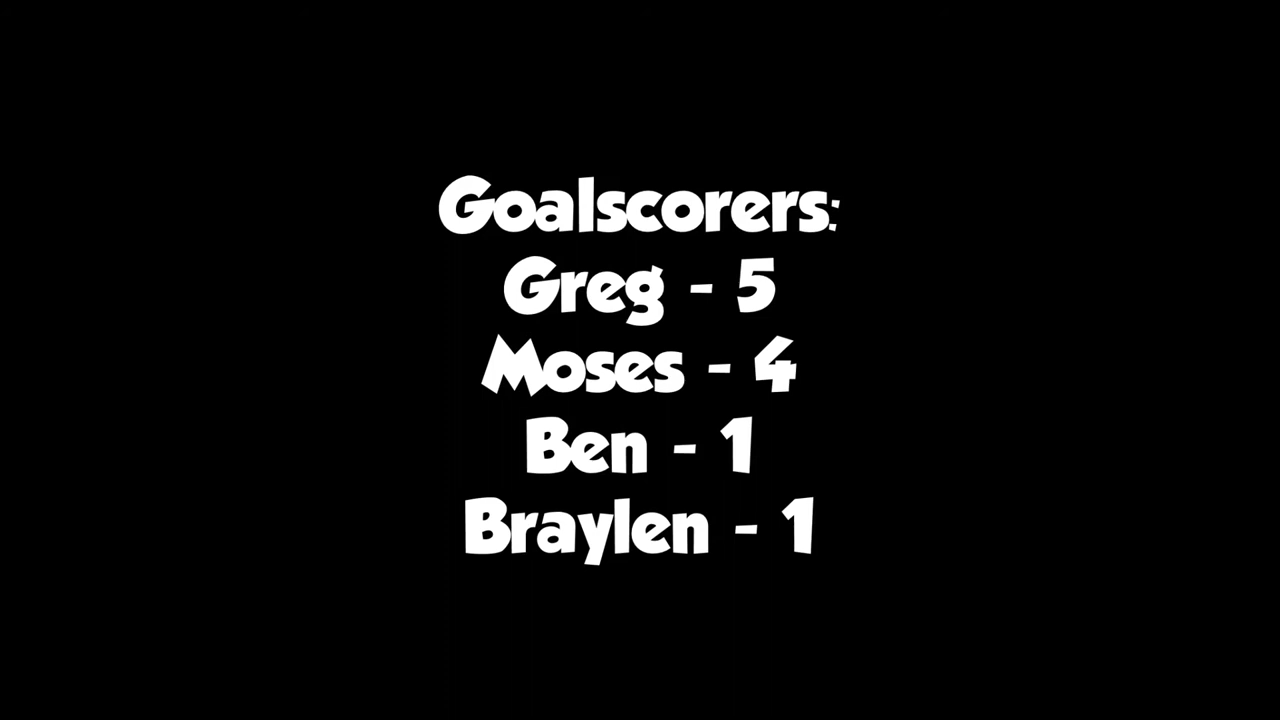 Goalscorers:
Greg - 5
Moses - 4
Ben - 1
Braylen - 1